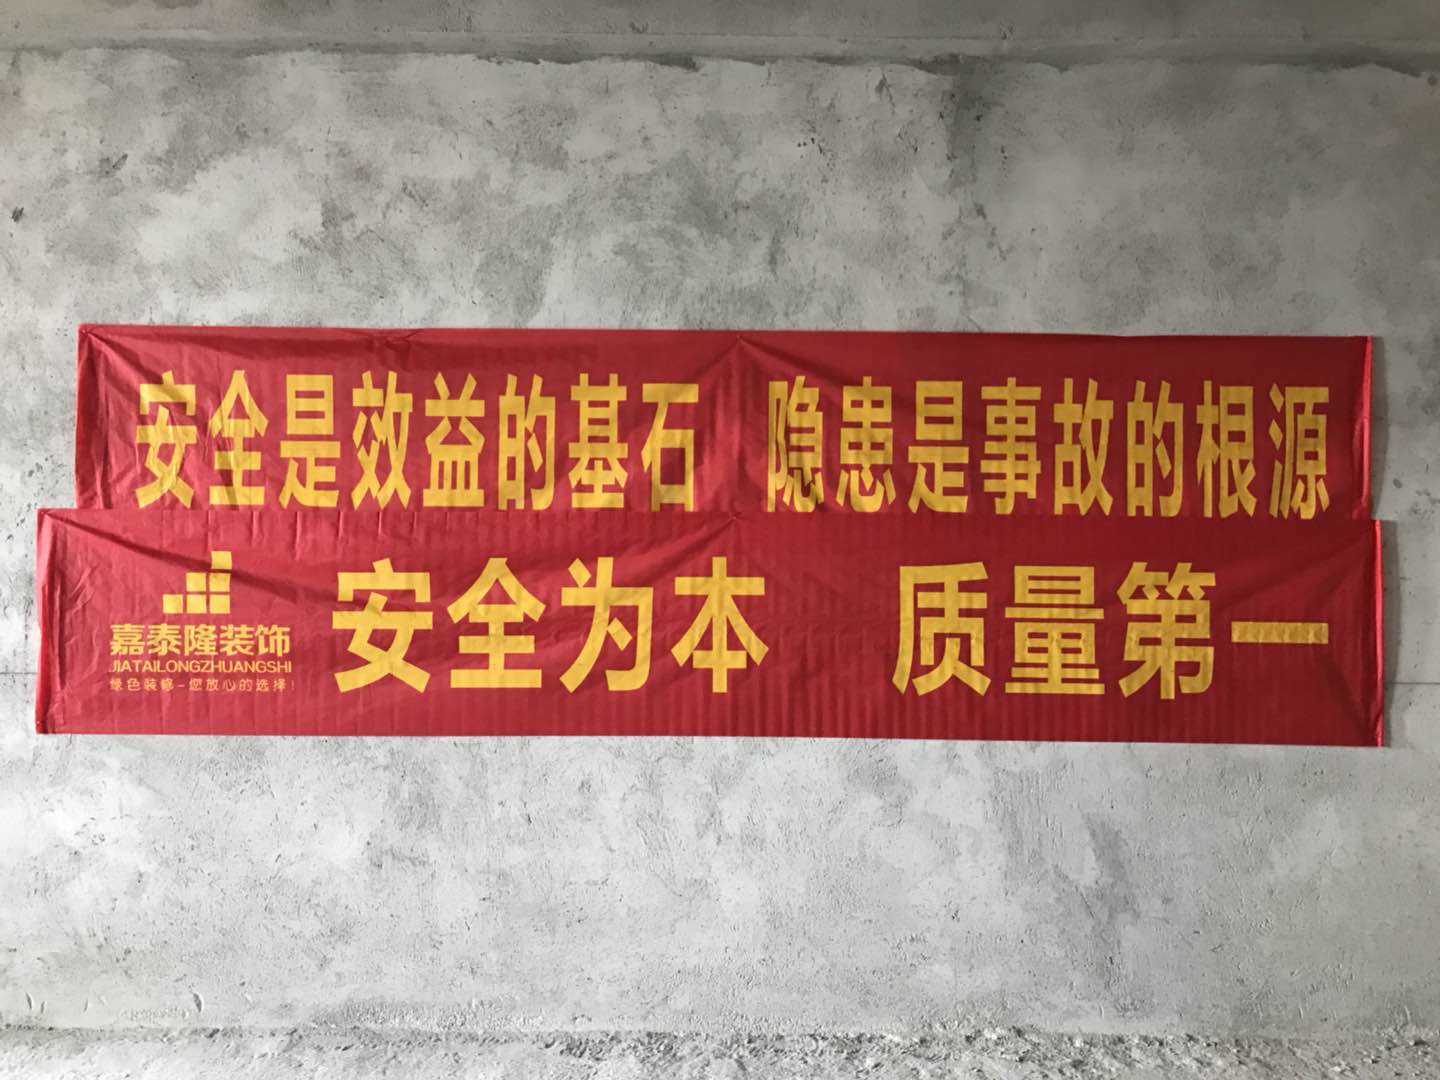 安全是效益的基石 隐患是事故的根源
安全为本 质量第一
嘉泰隆装饰
JIATAILONGZHUANGSHI
绿色装修-您放心的选择!